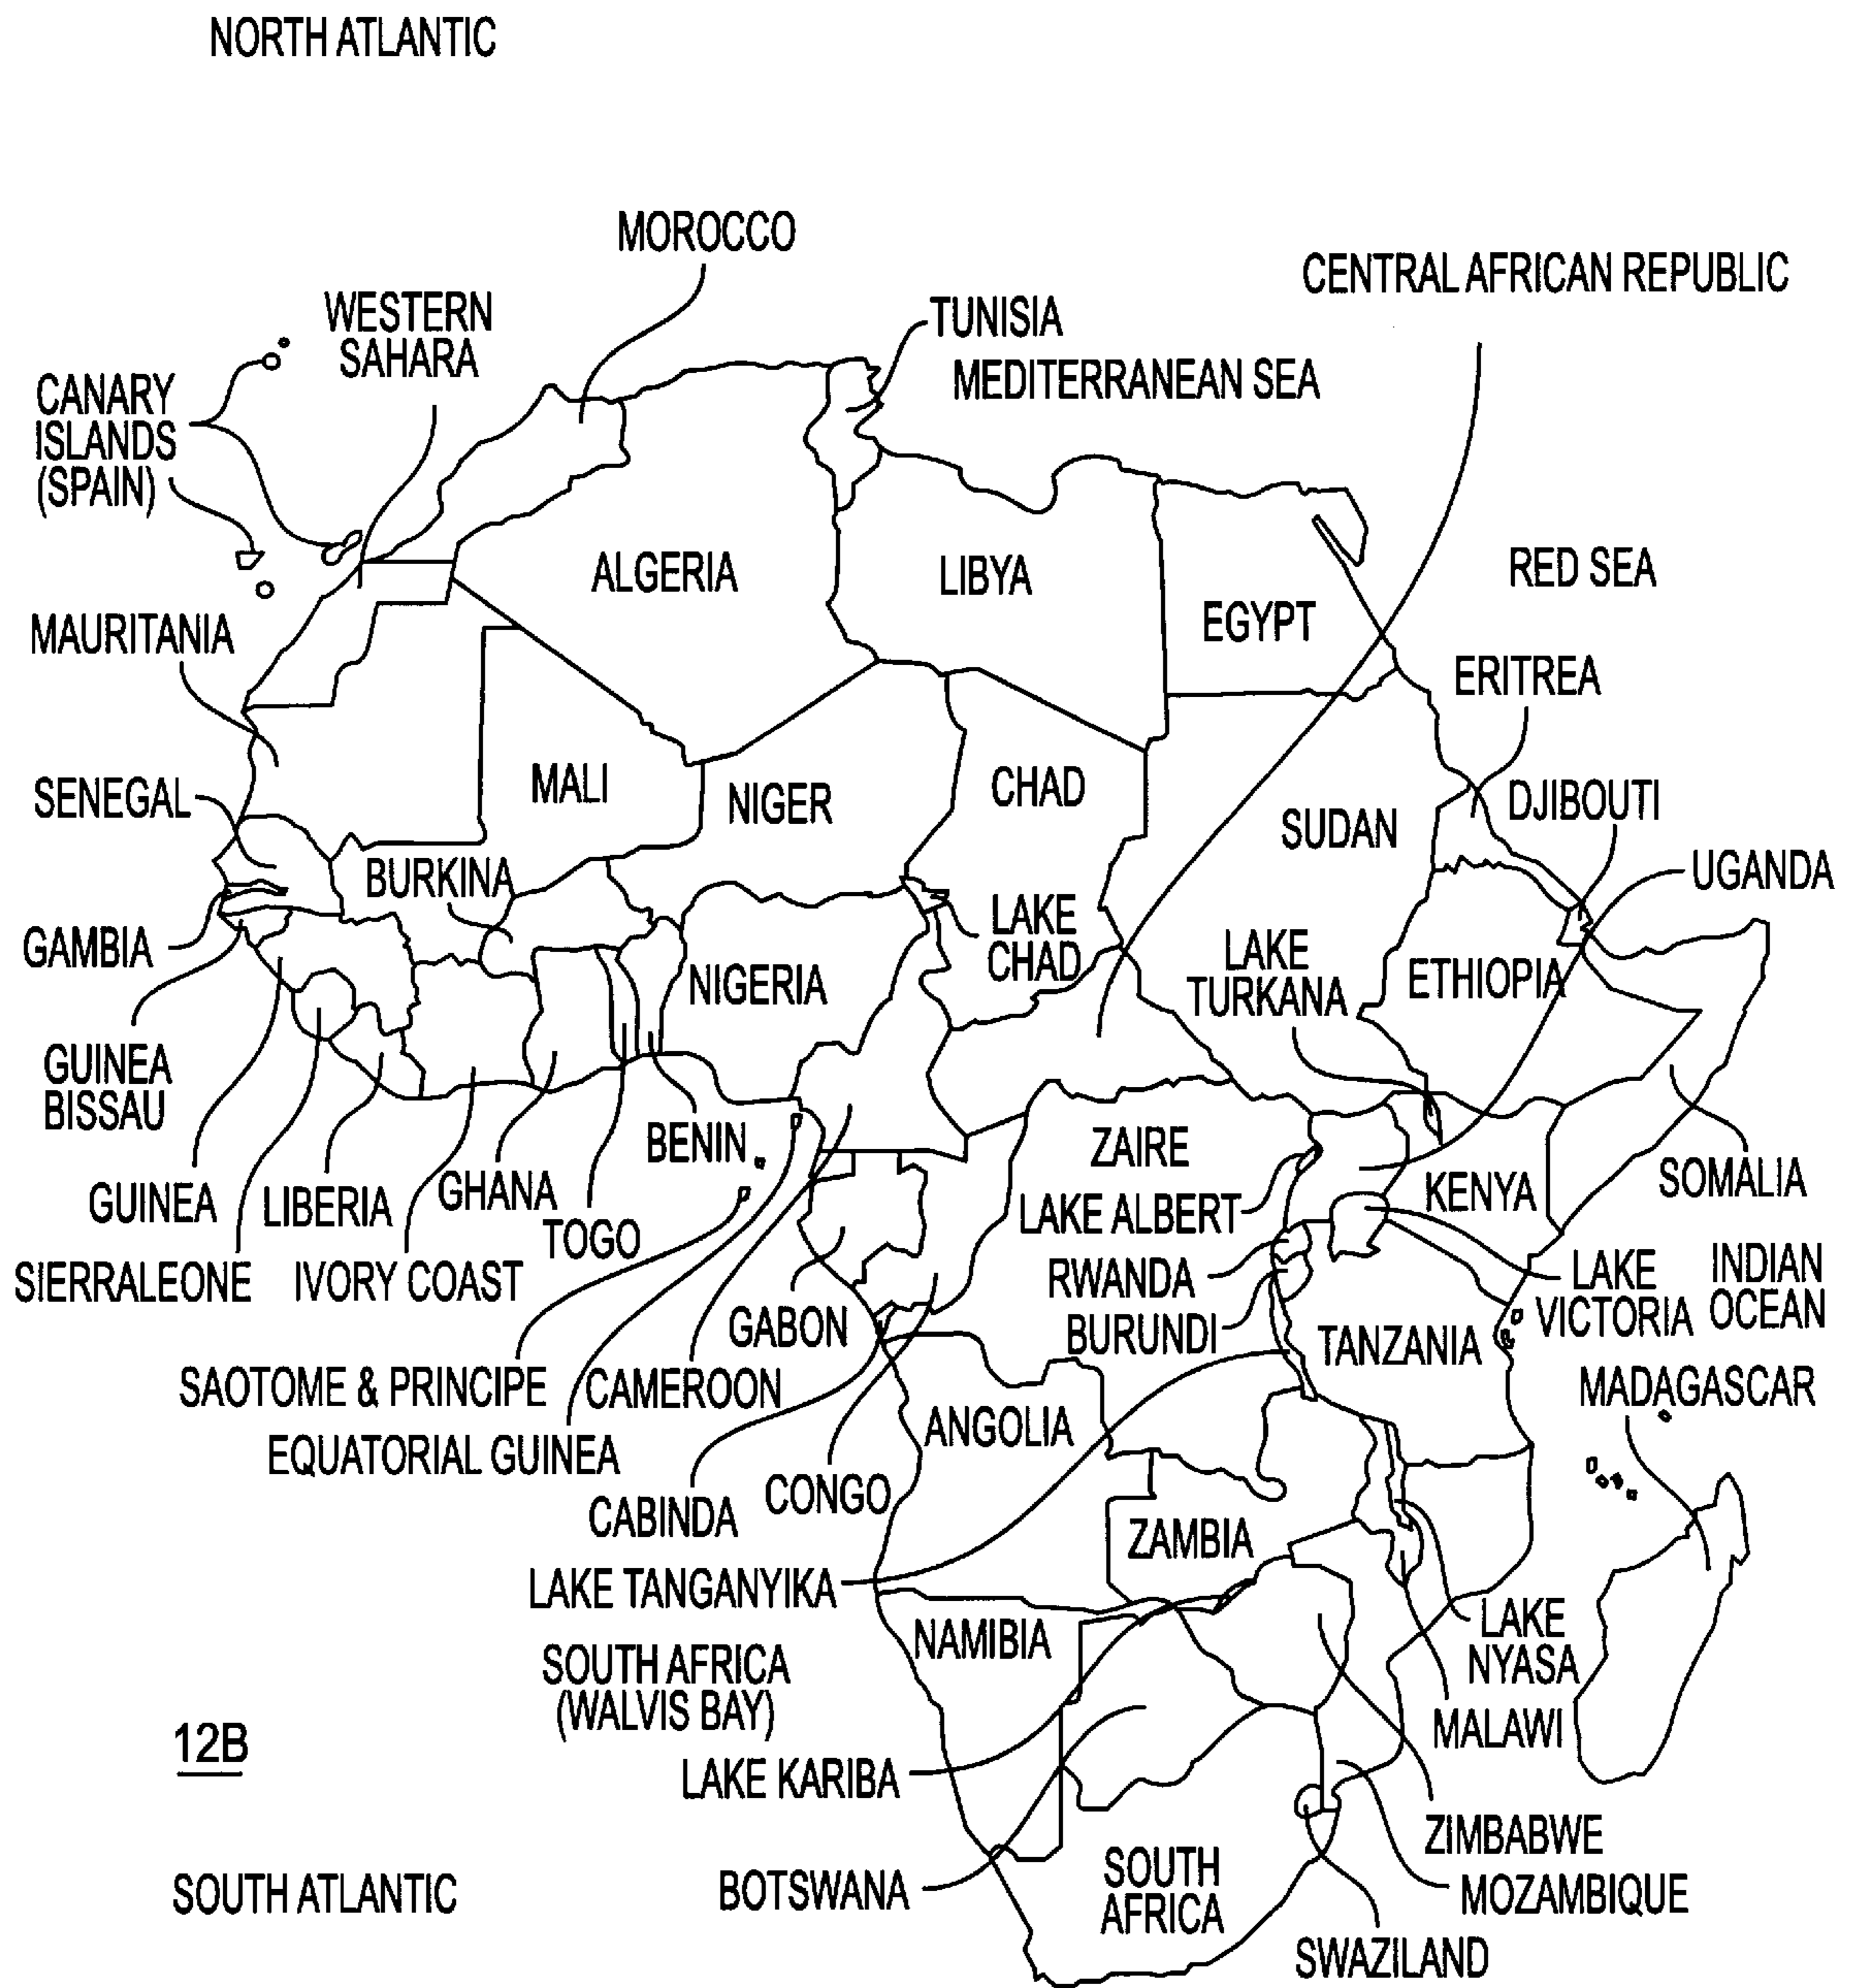 NORTH ATLANTIC
MOROCCO
CENTRAL AFRICAN REPUBLIC
WESTERN
SAHARA
TUNISIA
MEDITERRANEAN SEA
CANARY
ISLANDS
(SPAIN)
ALGERIA
LIBYA
RED SEA
EGYPT
MAURITANIA
ERITREA
MALI
NIGER
CHAD
SENEGAL
SUDAN
DJIBOUTI
BURKINA
UGANDA
LAKE
CHAD
GAMBIA
NIGERIA
LAKE
TURKANA
ETHIOPIA
GUINEA
BISSAU
BENIN
ZAIRE
GUINEA
LIBERIA
GHANA
TOGO
LAKE ALBERT
KENYA
SOMALIA
SIERRALEONE
IVORY COAST
RWANDA
LAKE
VICTORIA
INDIAN
OCEAN
GABON
BURUNDI
TANZANIA
SAOTOME & PRINCIPE
CAMEROON
MADAGASCAR
EQUATORIAL GUINEA
ANGOLIA
CABINDA
CONGO
ZAMBIA
LAKE TANGANYIKA
NAMIBIA
LAKE
NYASA
SOUTH AFRICA
(WALVIS BAY)
MALAWI
12B
LAKE KARIBA
ZIMBABWE
SOUTH ATLANTIC
BOTSWANA
SOUTH
AFRICA
MOZAMBIQUE
SWAZILAND